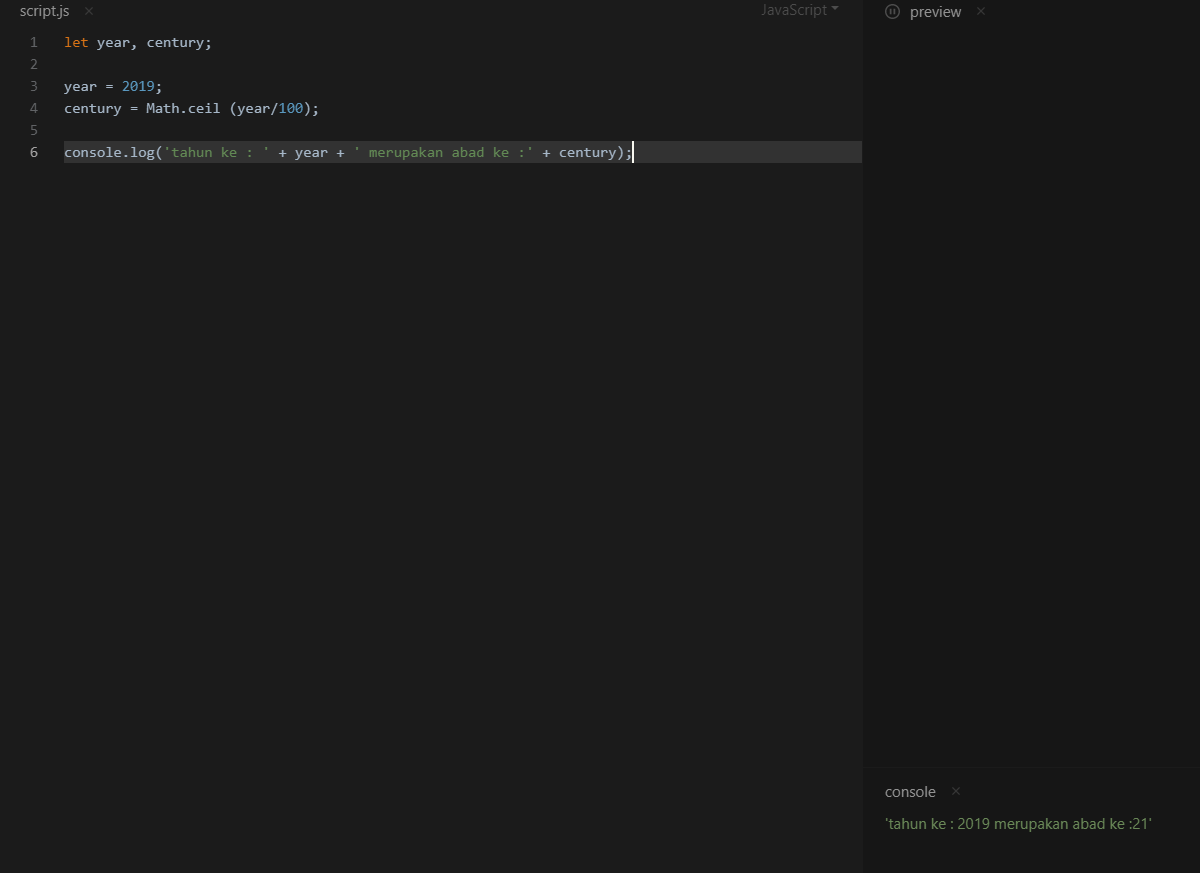 script.js ×
JavaScript
preview ×
1 let year, century;
2
3 year = 2019;
4 century = Math.ceil (year/100);
5
6 console.log('tahun ke : ' + year + ' merupakan abad ke :' + century);
console ×
'tahun ke : 2019 merupakan abad ke :21'